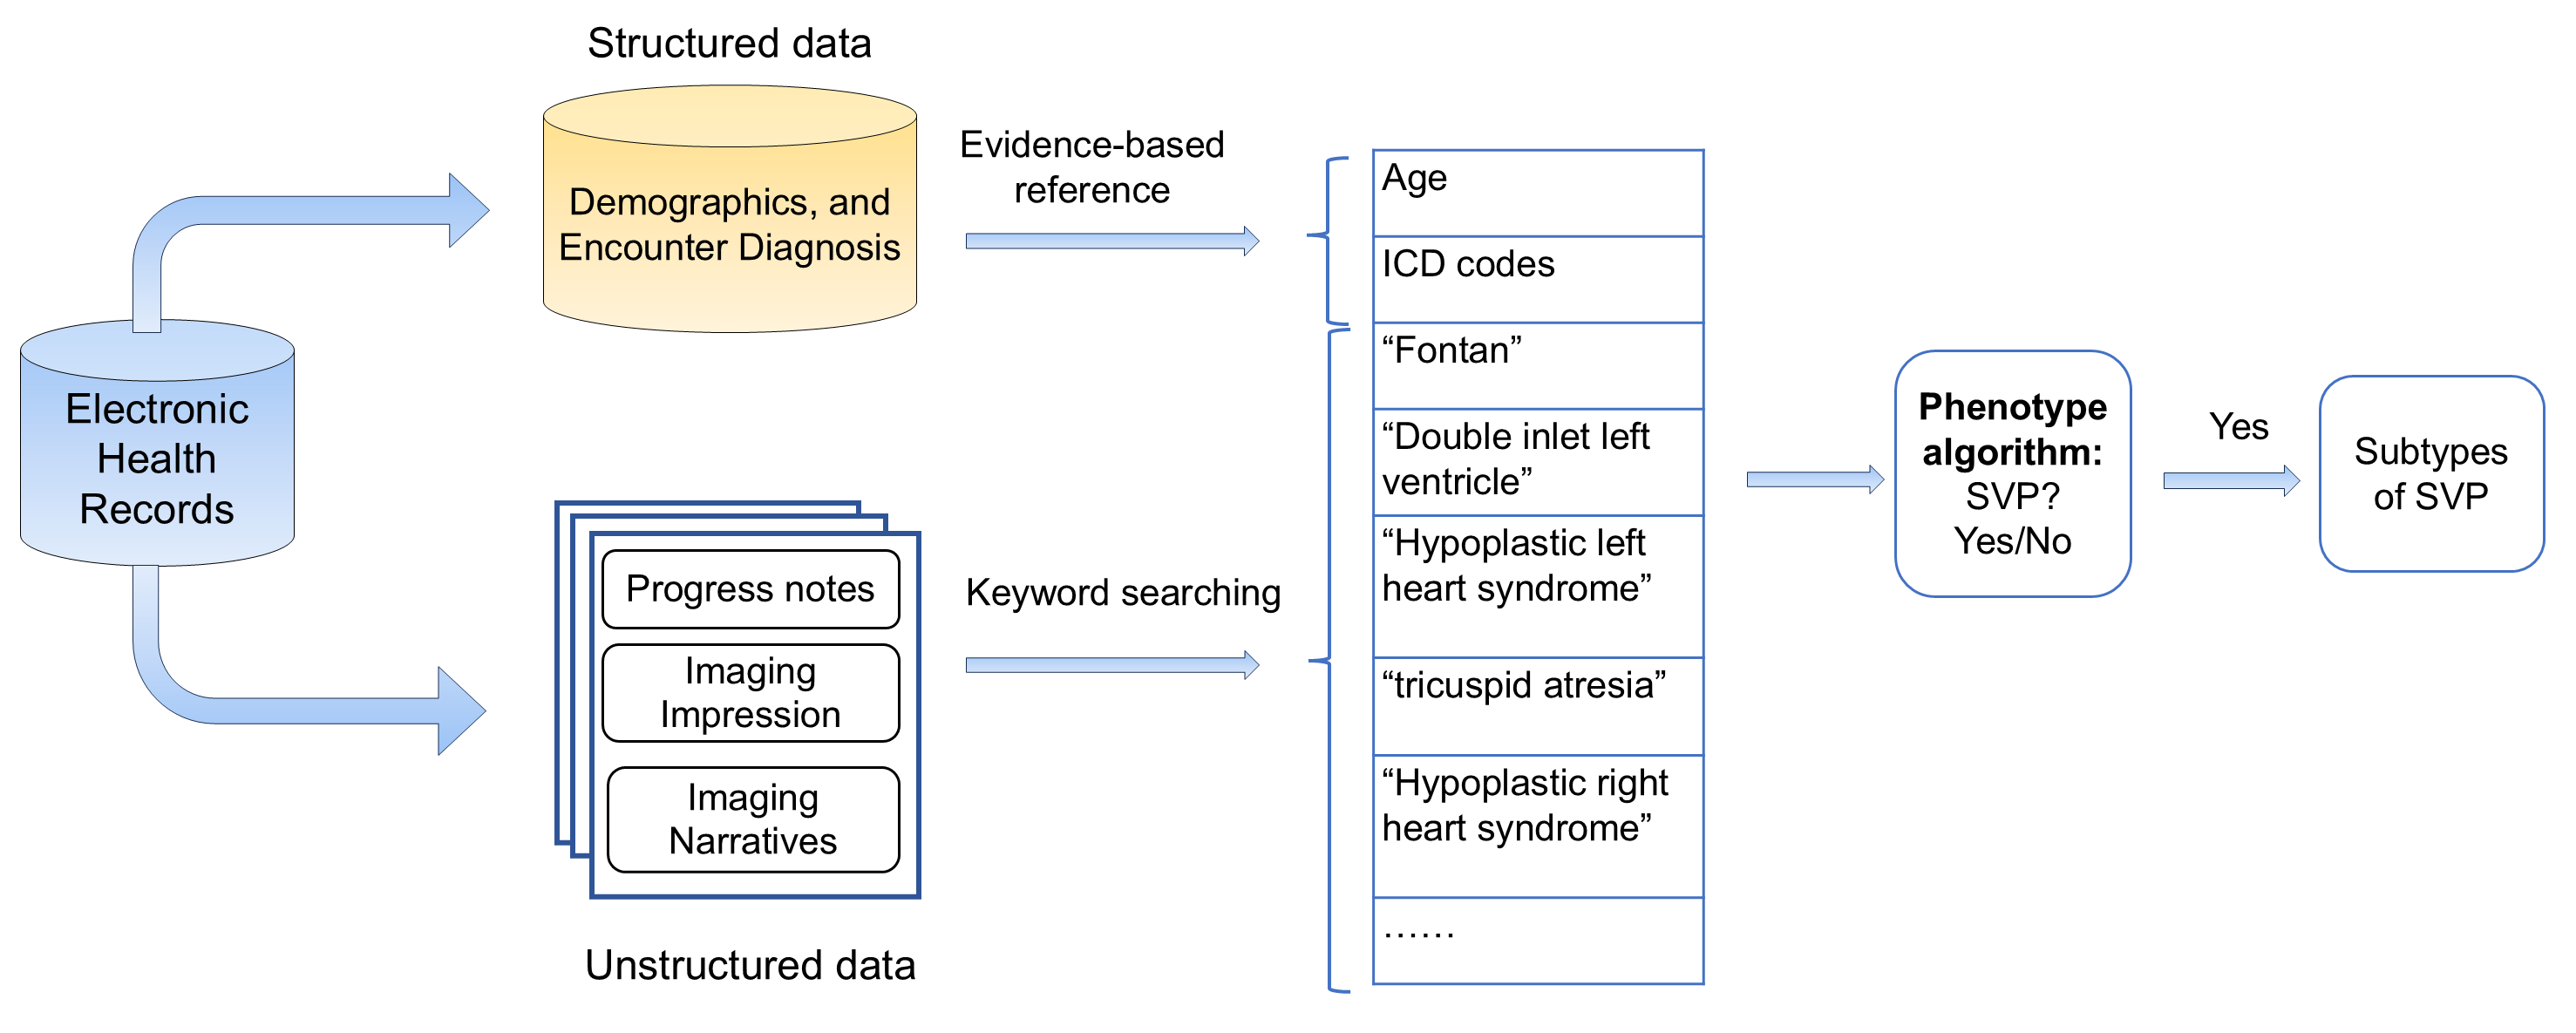 Structured data
Demographics, and
Encounter Diagnosis
Evidence-based
reference
Electronic
Health
Records
Progress notes
Imaging
Impression
Imaging
Narratives
Unstructured data
Keyword searching
Age
ICD codes
“Fontan”
“Double inlet left
ventricle”
“Hypoplastic left
heart syndrome”
“tricuspid atresia”
“Hypoplastic right
heart syndrome”
……
Phenotype
algorithm:
SVP?
Yes/No
Yes
Subtypes
of SVP